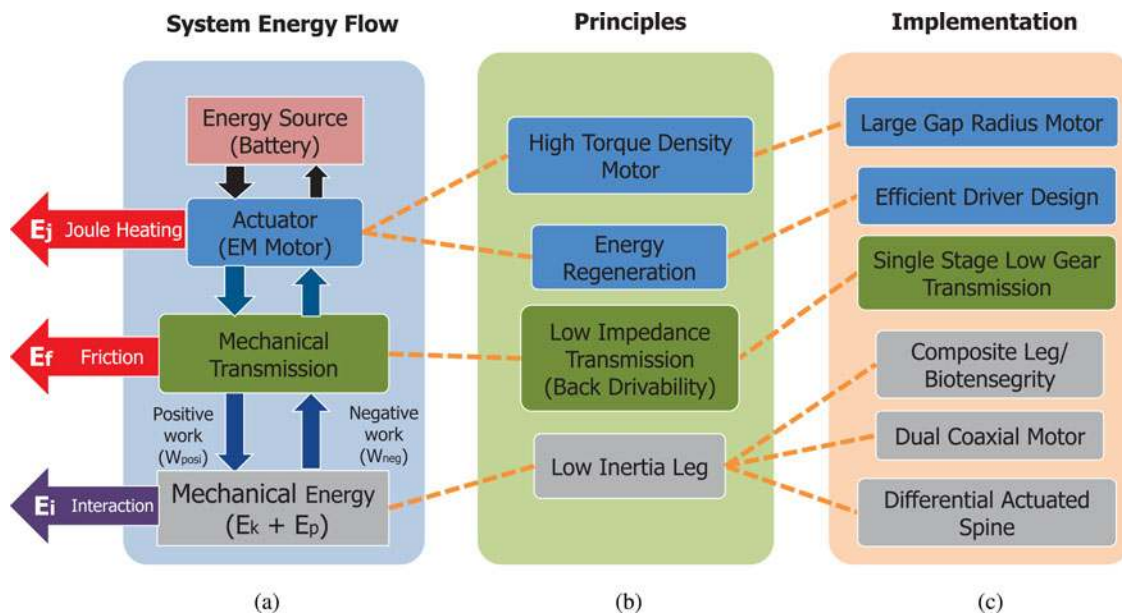 System Energy Flow
Energy Source
(Battery)
Actuator
(EM Motor)
Ej Joule Heating
Mechanical
Transmission
Ef Friction
Positive
work
(Wposi)
Negative
work
(Wneg)
Mechanical Energy
(Ek + Ep)
Ei Interaction
(a)
Principles
High Torque Density
Motor
Energy
Regeneration
Low Impedance
Transmission
(Back Drivability)
Low Inertia Leg
(b)
Implementation
Large Gap Radius Motor
Efficient Driver Design
Single Stage Low Gear
Transmission
Composite Leg/
Biotensegrity
Dual Coaxial Motor
Differential Actuated
Spine
(c)